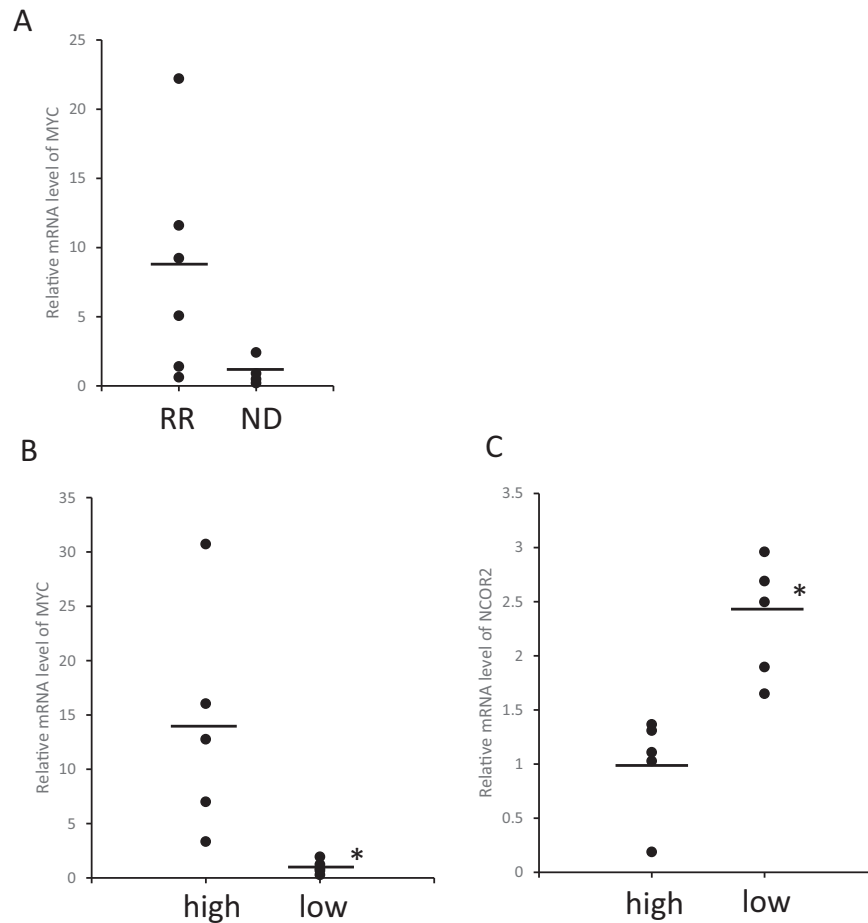 A
Relative mRNA level of MYC
25
20
15
10
5
0
RR ND
B
Relative mRNA level of MYC
35
30
25
20
15
10
5
0
*
high low
C
Relative mRNA level of NCOR2
3.5
3
2.5
2
1.5
1
0.5
0
*
high low